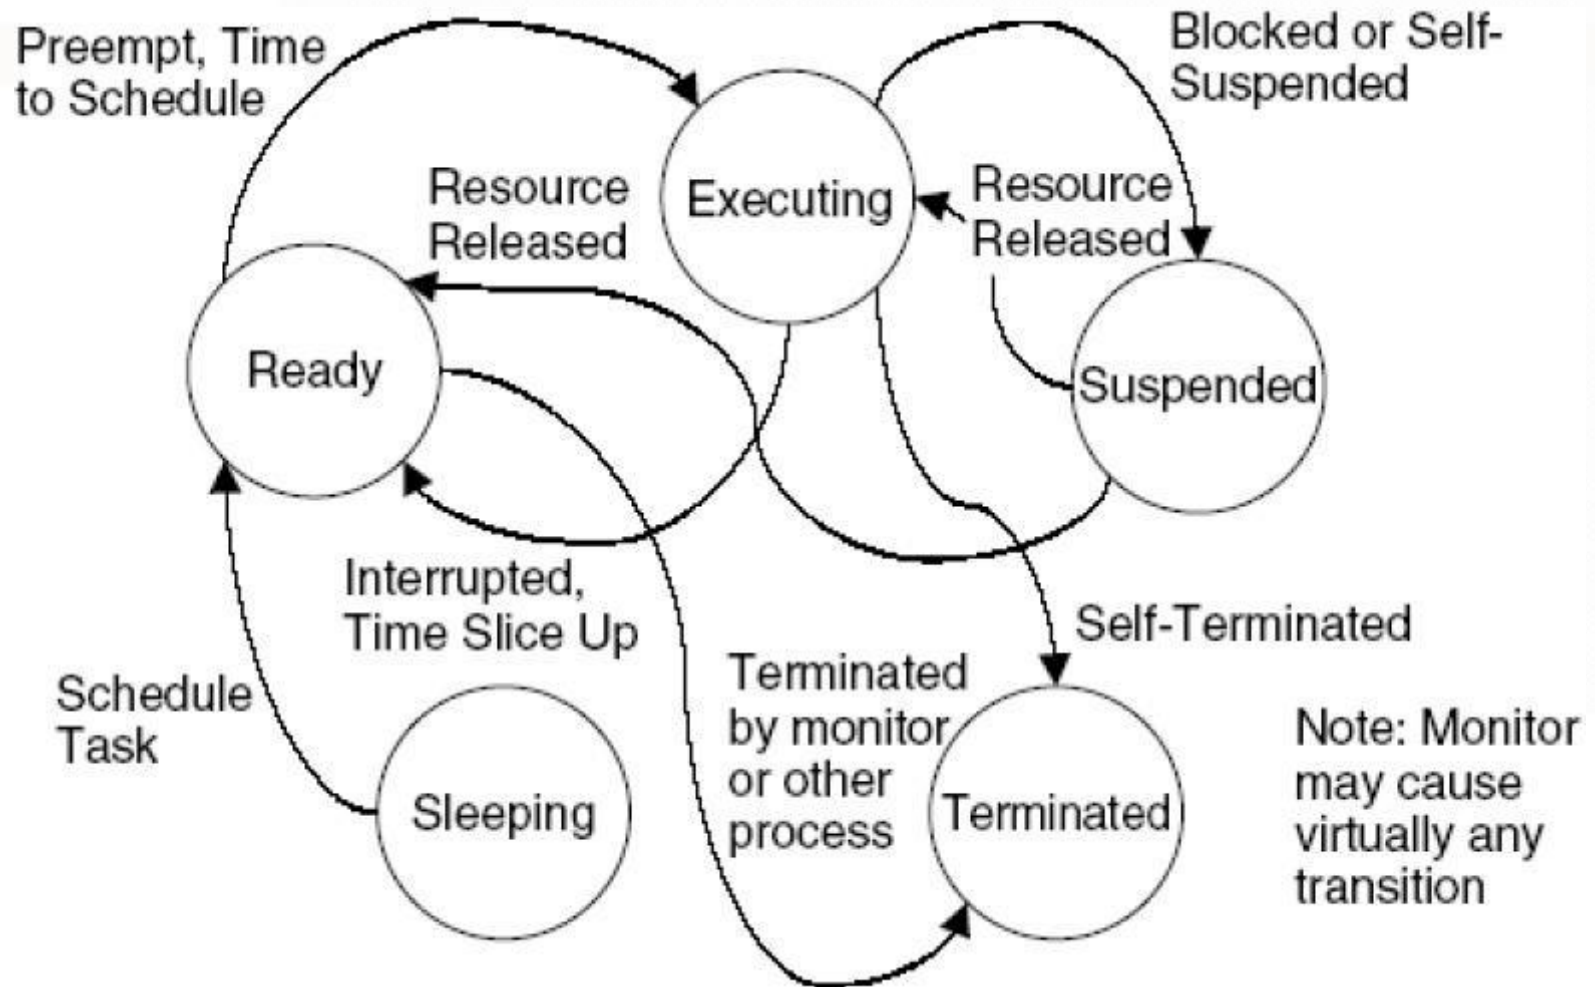 Preempt, Time
to Schedule
Blocked or Self-
Suspended
Resource
Released
Executing
Resource
Released
Ready
Suspended
Interrupted,
Time Slice Up
Self-Terminated
Schedule
Task
Terminated
by monitor
or other
process
Sleeping
Terminated
Note: Monitor
may cause
virtually any
transition